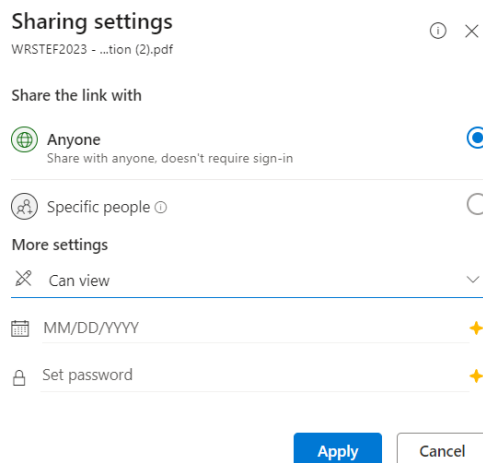 Sharing settings
WRSTEF2023 - ...tion (2).pdf
Share the link with
Anyone
Share with anyone, doesn't require sign-in
Specific people
More settings
Can view
MM/DD/YYYY
Set password
Apply Cancel